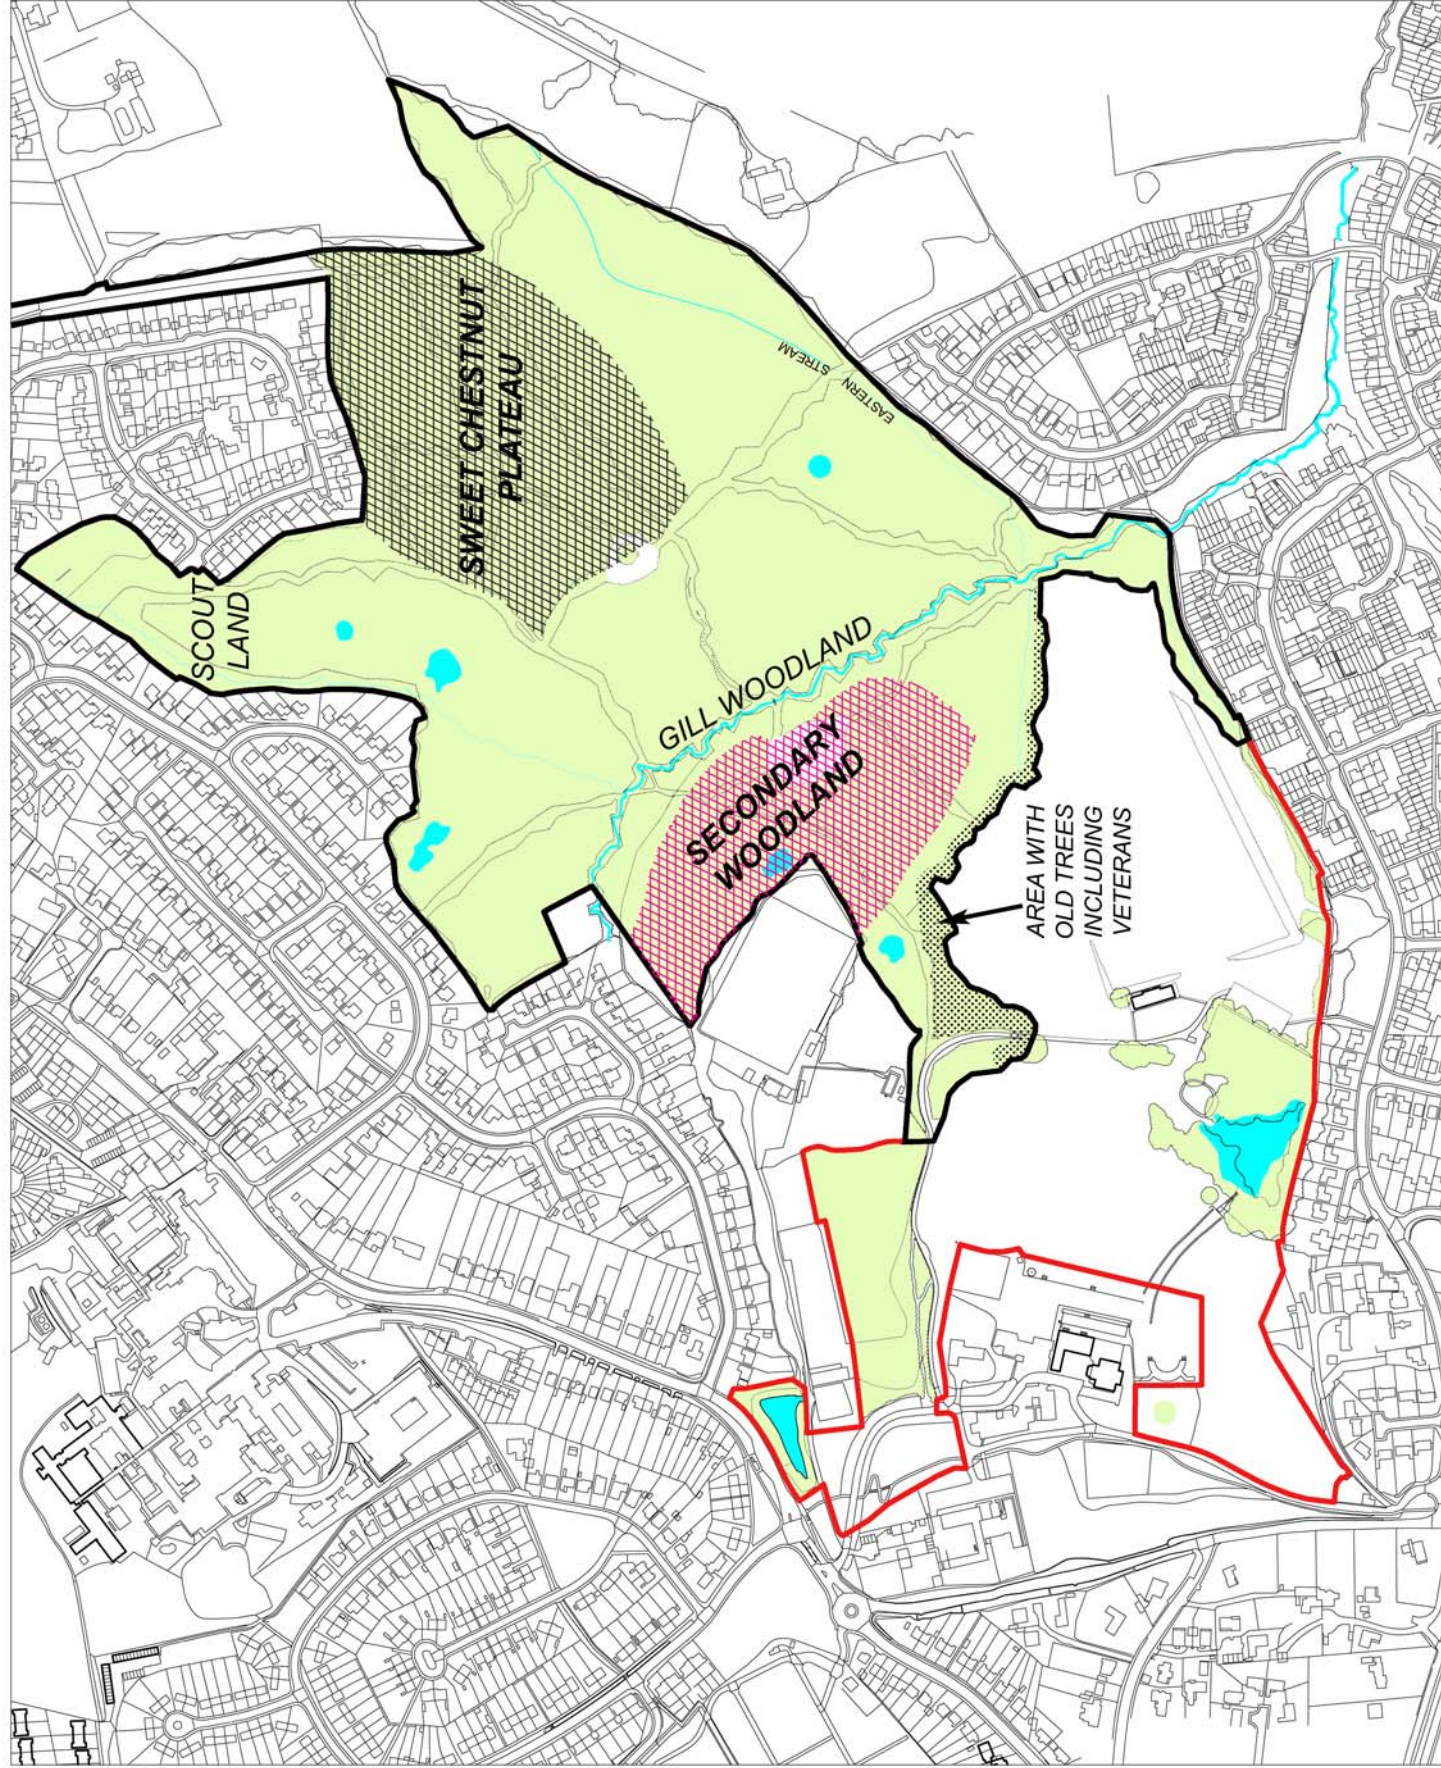 SCOUT
LAND
SWEET CHESTNUT
PLATEAU
EASTERN STREAM
GILL WOODLAND
SECONDARY
WOODLAND
AREA WITH
OLD TREES
INCLUDING
VETERANS